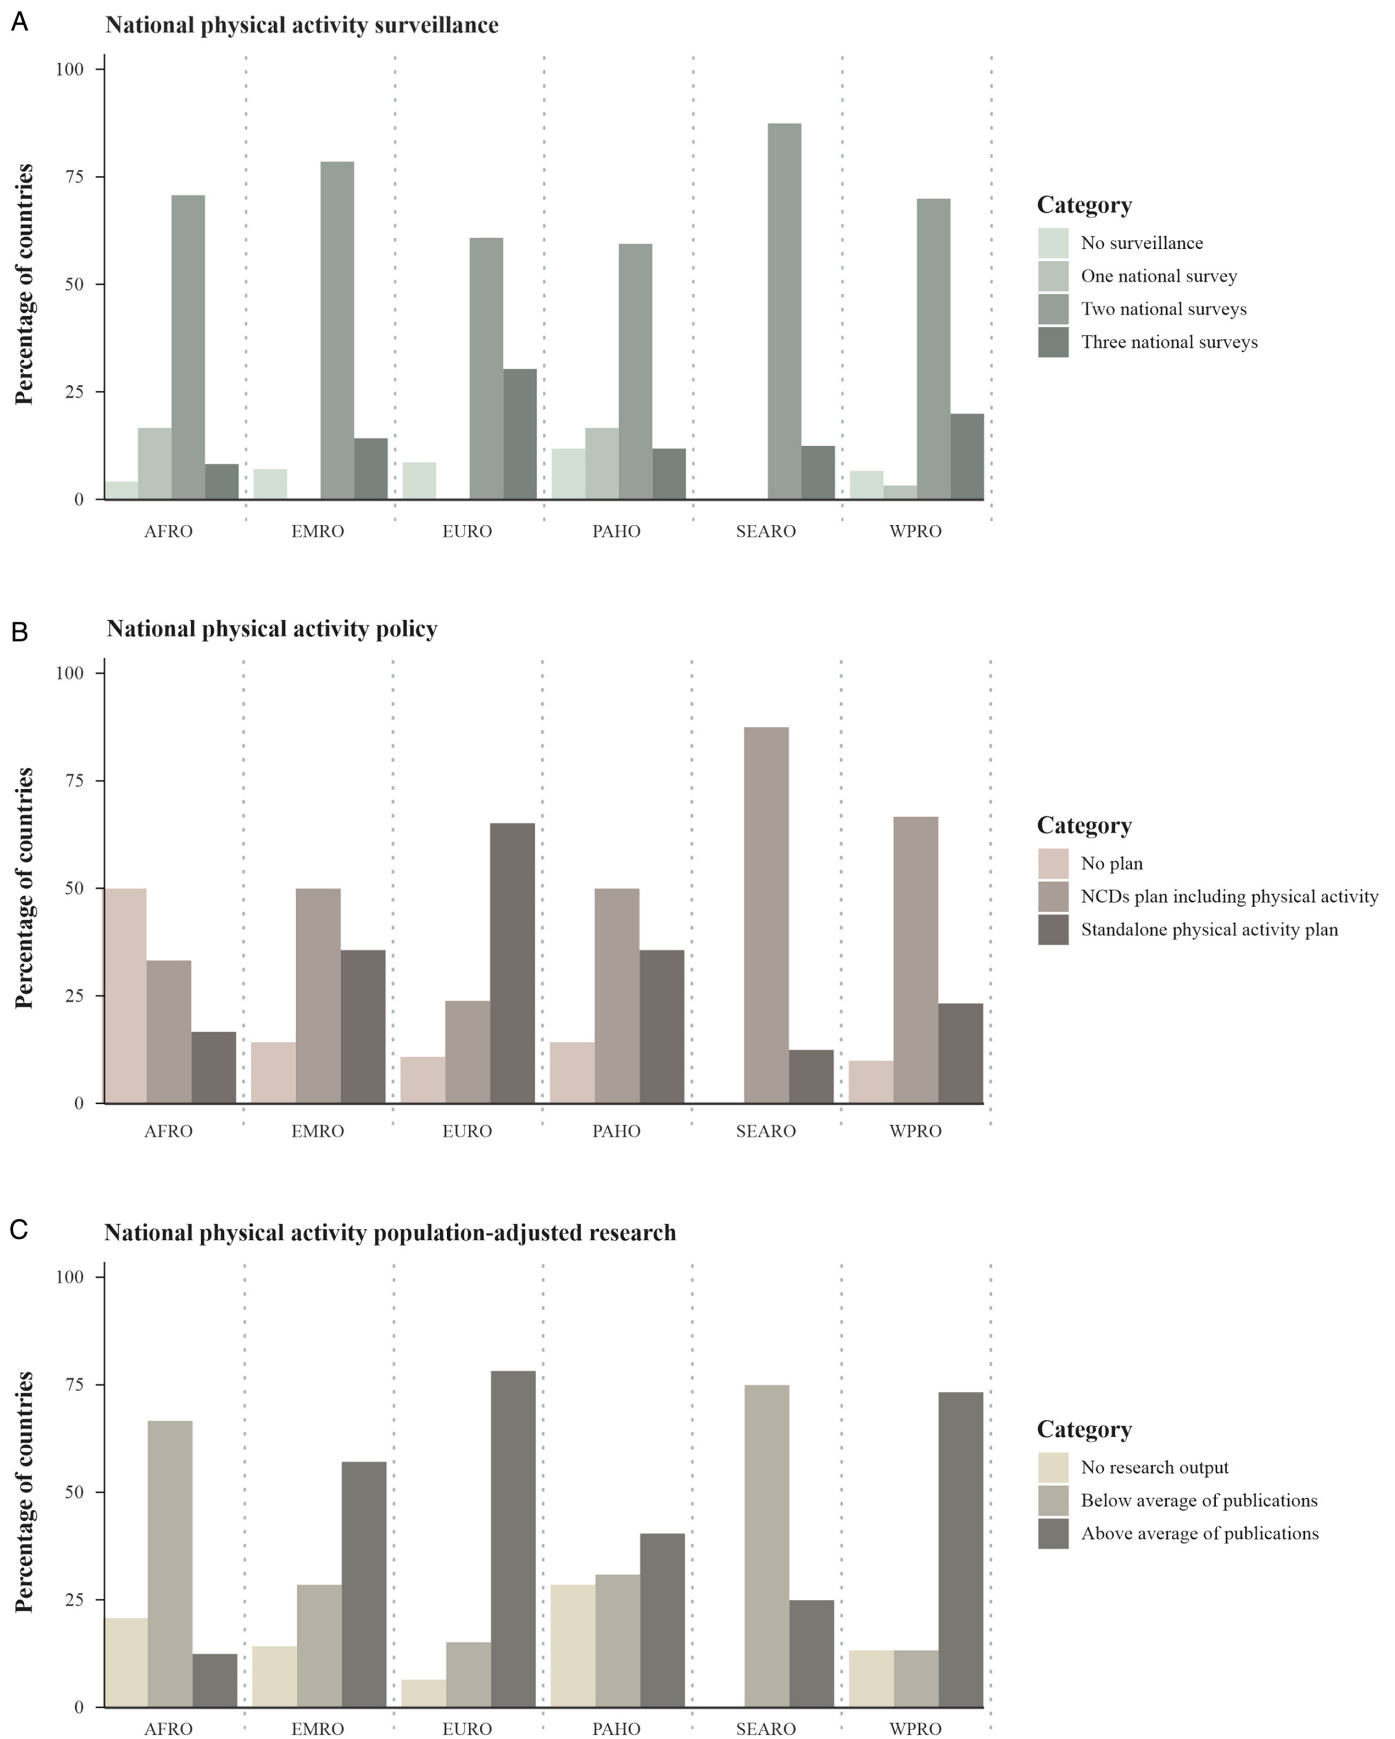 A
National physical activity surveillance
100
75
50
25
0
Percentage of countries
AFRO EMRO EURO PAHO SEARO WPRO
Category
No surveillance
One national survey
Two national surveys
Three national surveys
B
National physical activity policy
100
75
50
25
0
Percentage of countries
AFRO EMRO EURO PAHO SEARO WPRO
Category
No plan
NCDs plan including physical activity
Standalone physical activity plan
C
National physical activity population-adjusted research
100
75
50
25
0
Percentage of countries
AFRO EMRO EURO PAHO SEARO WPRO
Category
No research output
Below average of publications
Above average of publications